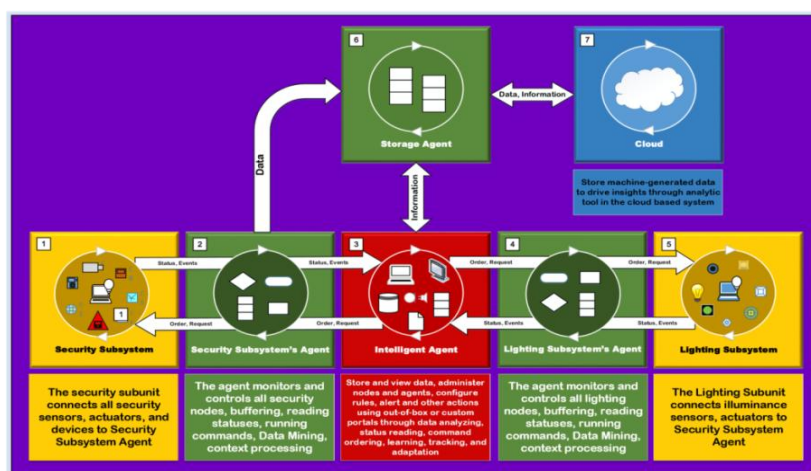 6
Storage Agent
7
Cloud
Data, Information
Data
Information
Store machine-generated data
to drive insights through analytic
tool in the cloud based system
1
2
3
4
5
Status, Events
Status, Events
Order, Request
Order, Request
1
Order, Request
Order, Request
Status, Events
Status, Events
Security Subsystem
Security Subsystem's Agent
Intelligent Agent
Lighting Subsystem's Agent
Lighting Subsystem
The security subunit
connects all security
sensors, actuators, and
devices to Security
Subsystem Agent
The agent monitors and
controls all security
nodes, buffering, reading
statuses, running
commands, Data Mining,
context processing
Store and view data, administer
nodes and agents, configure
rules, alert and other actions
using out-of-box or custom
portals through data analyzing,
status reading, command
ordering, learning, tracking, and
adaptation
The agent monitors and
controls all lighting
nodes, buffering, reading
statuses, running
commands, Data Mining,
context processing
The Lighting Subunit
connects illuminance
sensors, actuators to
Security Subsystem
Agent